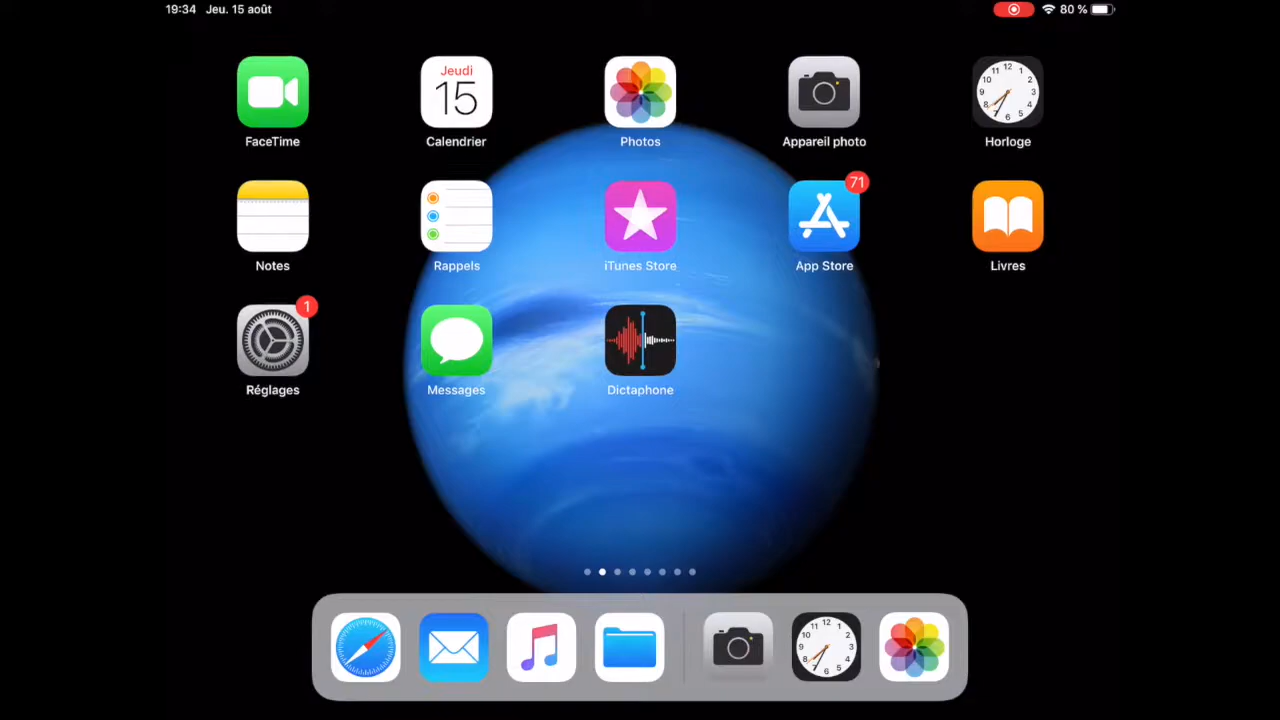 19:34 Jeu. 15 août
80 %
Jeudi
15
FaceTime
Calendrier
Photos
Appareil photo
Horloge
71
Notes
Rappels
iTunes Store
App Store
Livres
1
Réglages
Messages
Dictaphone